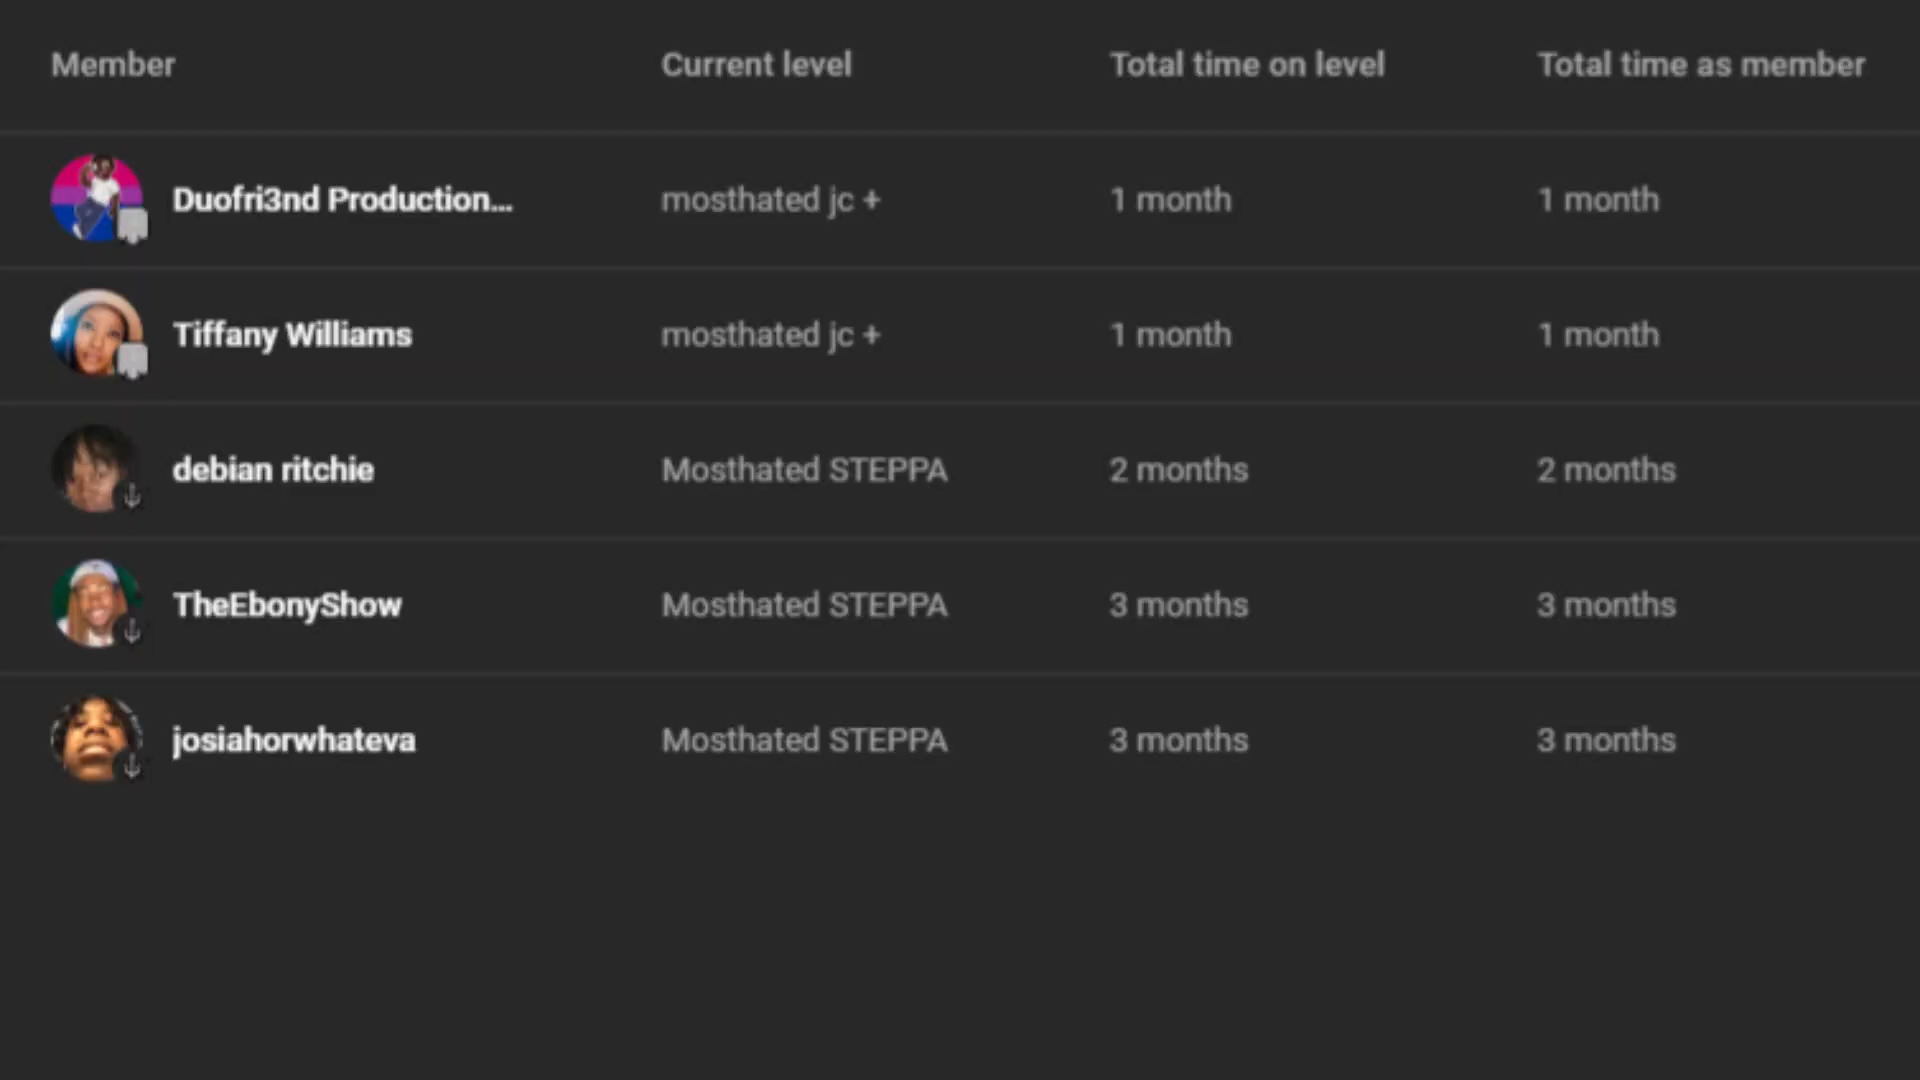 Member Current level Total time on level Total time as member
Duofri3nd Production... mosthated jc + 1 month 1 month
Tiffany Williams mosthated jc + 1 month 1 month
debian ritchie Mosthated STEPPA 2 months 2 months
TheEbonyShow Mosthated STEPPA 3 months 3 months
josiahorwhateva Mosthated STEPPA 3 months 3 months